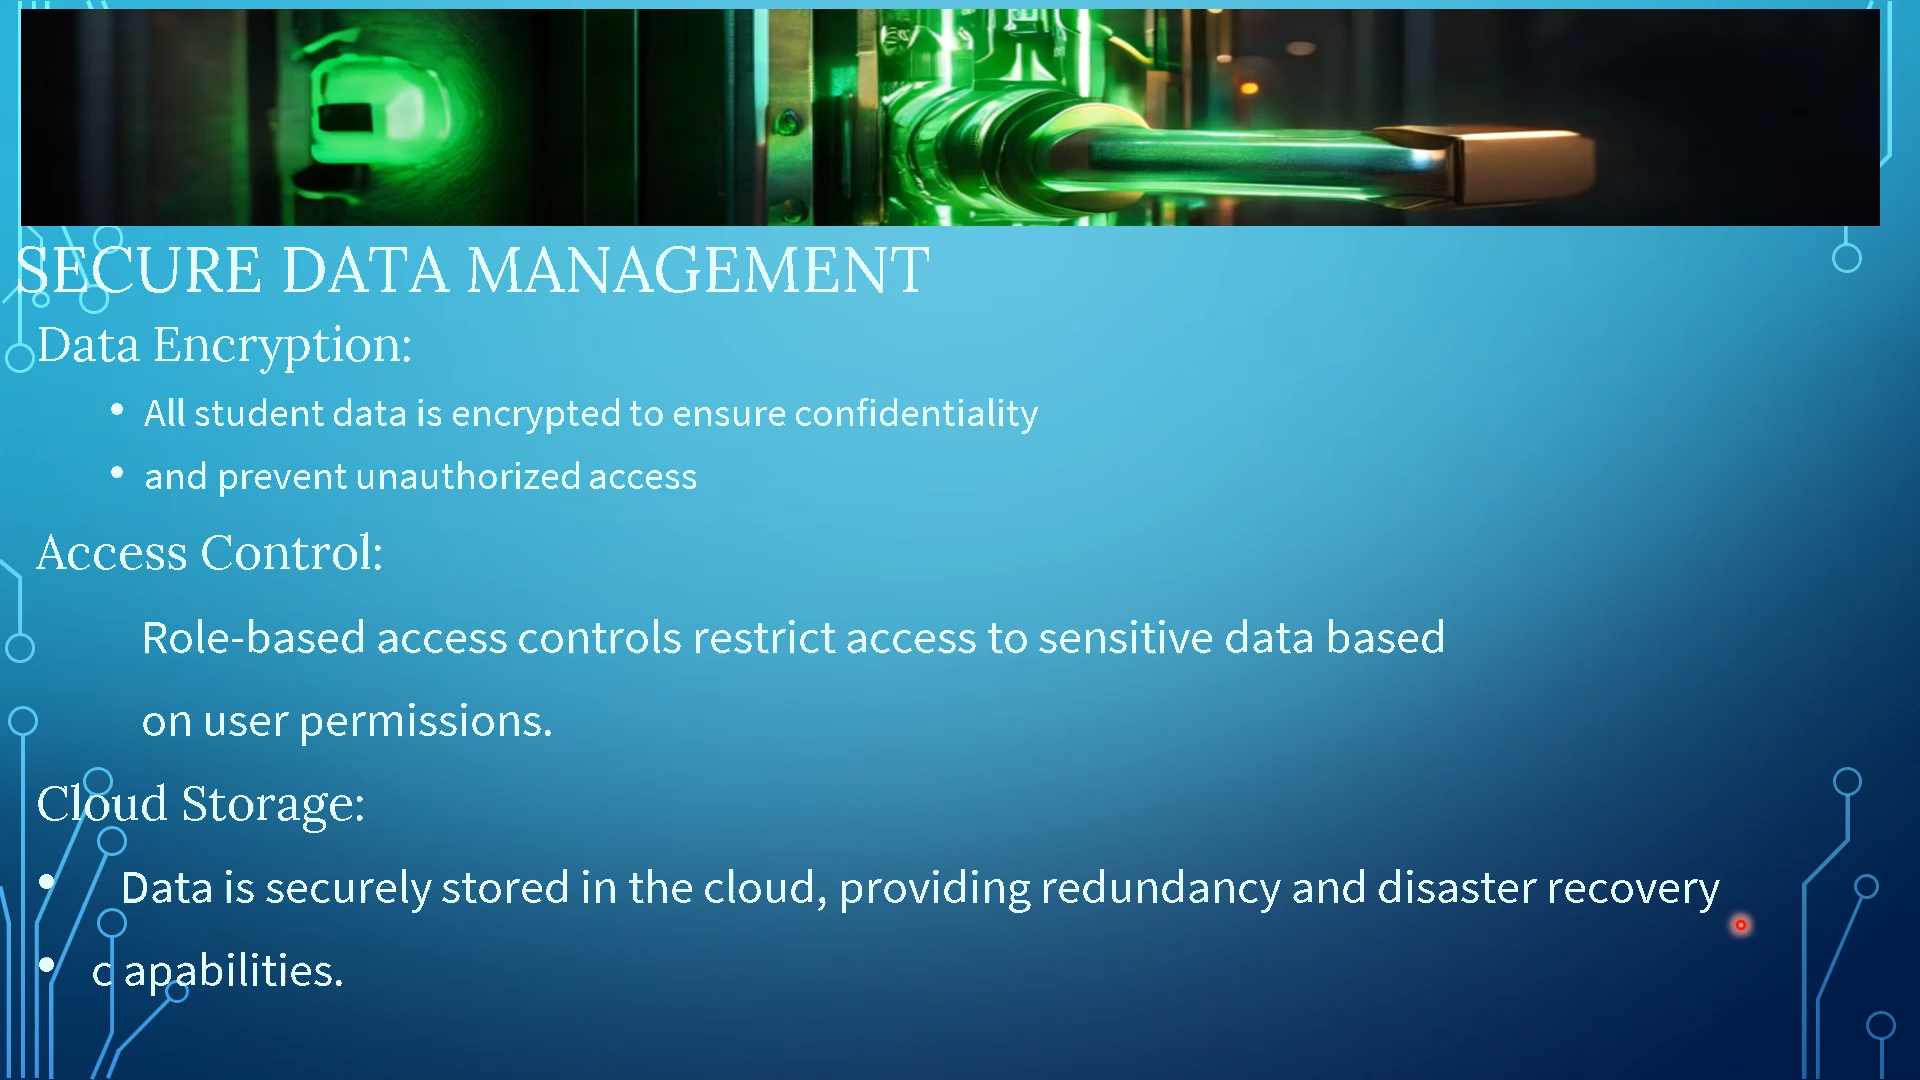 SECURE DATA MANAGEMENT
Data Encryption:
• All student data is encrypted to ensure confidentiality
• and prevent unauthorized access
Access Control:
Role-based access controls restrict access to sensitive data based
on user permissions.
Cloud Storage:
• Data is securely stored in the cloud, providing redundancy and disaster recovery
• c apabilities.